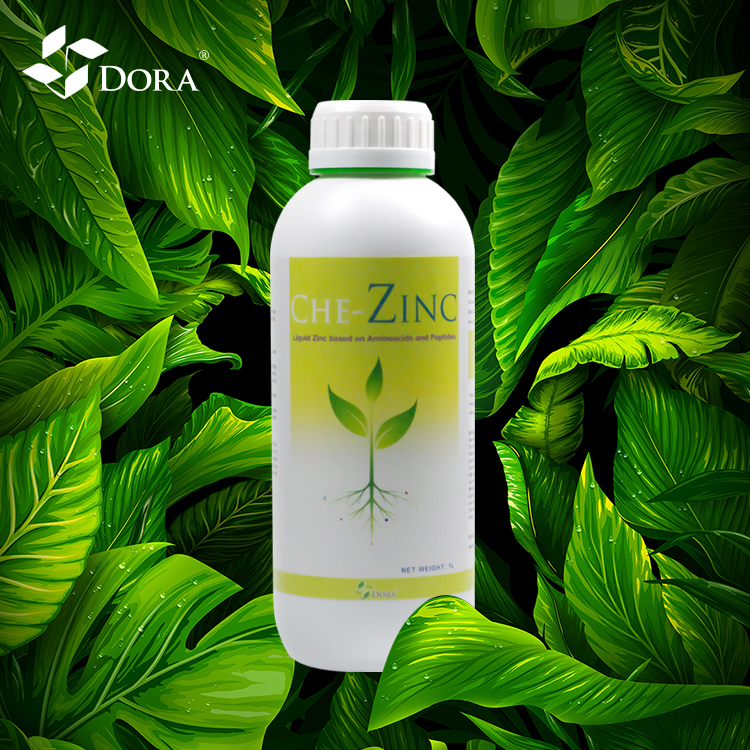 DORA®
CHE-ZINC
Liquid Zinc based on Aminoacids and Peptides
NET WEIGHT: 1L
DORA